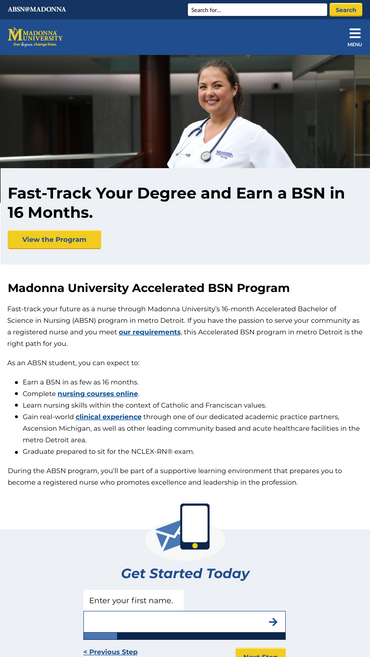 ABSN@MADONNA
Search for...
Search
MADONNA
UNIVERSITY
Your degree. change lives.
MENU
Fast-Track Your Degree and Earn a BSN in
16 Months.
View the Program
Madonna University Accelerated BSN Program
Fast-track your future as a nurse through Madonna University's 16-month Accelerated Bachelor of
Science in Nursing (ABSN) program in metro Detroit. If you have the passion to serve your community as
a registered nurse and you meet our requirements, this Accelerated BSN program in metro Detroit is the
right path for you.
As an ABSN student, you can expect to:
• Earn a BSN in as few as 16 months.
• Complete nursing courses online.
• Learn nursing skills within the context of Catholic and Franciscan values.
• Gain real-world clinical experience through one of our dedicated academic practice partners,
Ascension Michigan, as well as other leading community based and acute healthcare facilities in the
metro Detroit area.
• Graduate prepared to sit for the NCLEX-RN® exam.
During the ABSN program, you'll be part of a supportive learning environment that prepares you to
become a registered nurse who promotes excellence and leadership in the profession.
Get Started Today
Enter your first name.
< Previous Step
Next Step